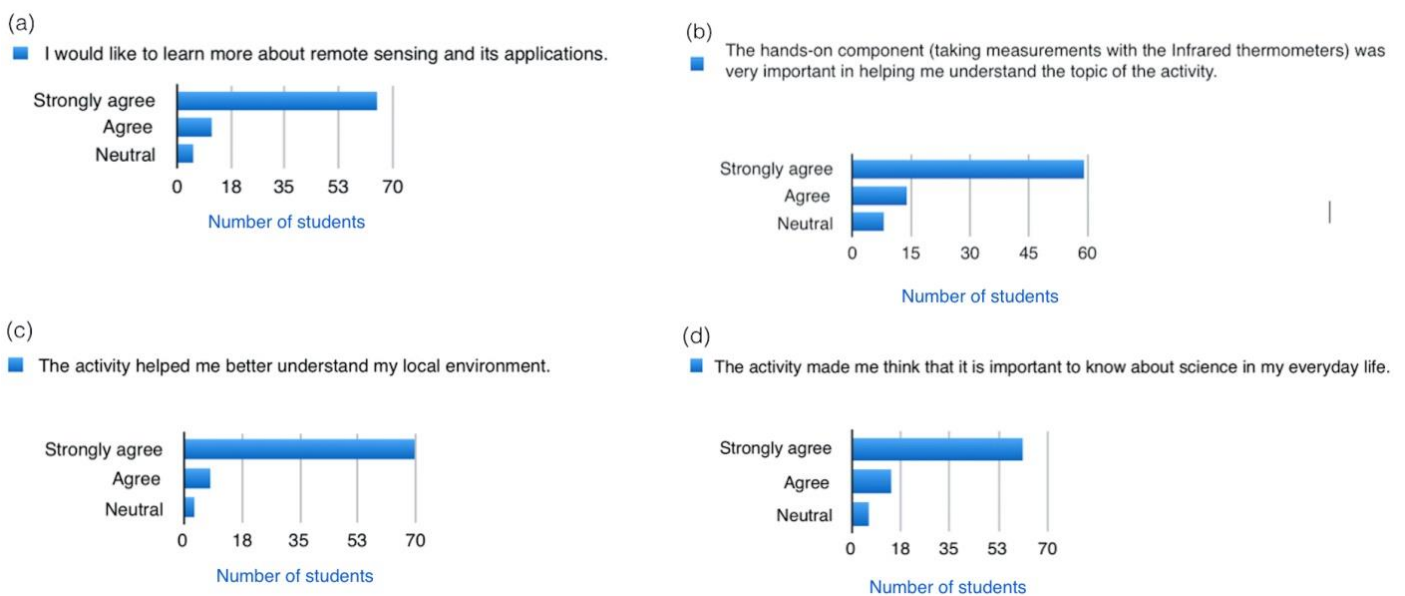 (a)
I would like to learn more about remote sensing and its applications.
Strongly agree
Agree
Neutral
0 18 35 53 70
Number of students
(b)
The hands-on component (taking measurements with the Infrared thermometers) was
very important in helping me understand the topic of the activity.
Strongly agree
Agree
Neutral
0 15 30 45 60
Number of students
(c)
The activity helped me better understand my local environment.
Strongly agree
Agree
Neutral
0 18 35 53 70
Number of students
(d)
The activity made me think that it is important to know about science in my everyday life.
Strongly agree
Agree
Neutral
0 18 35 53 70
Number of students